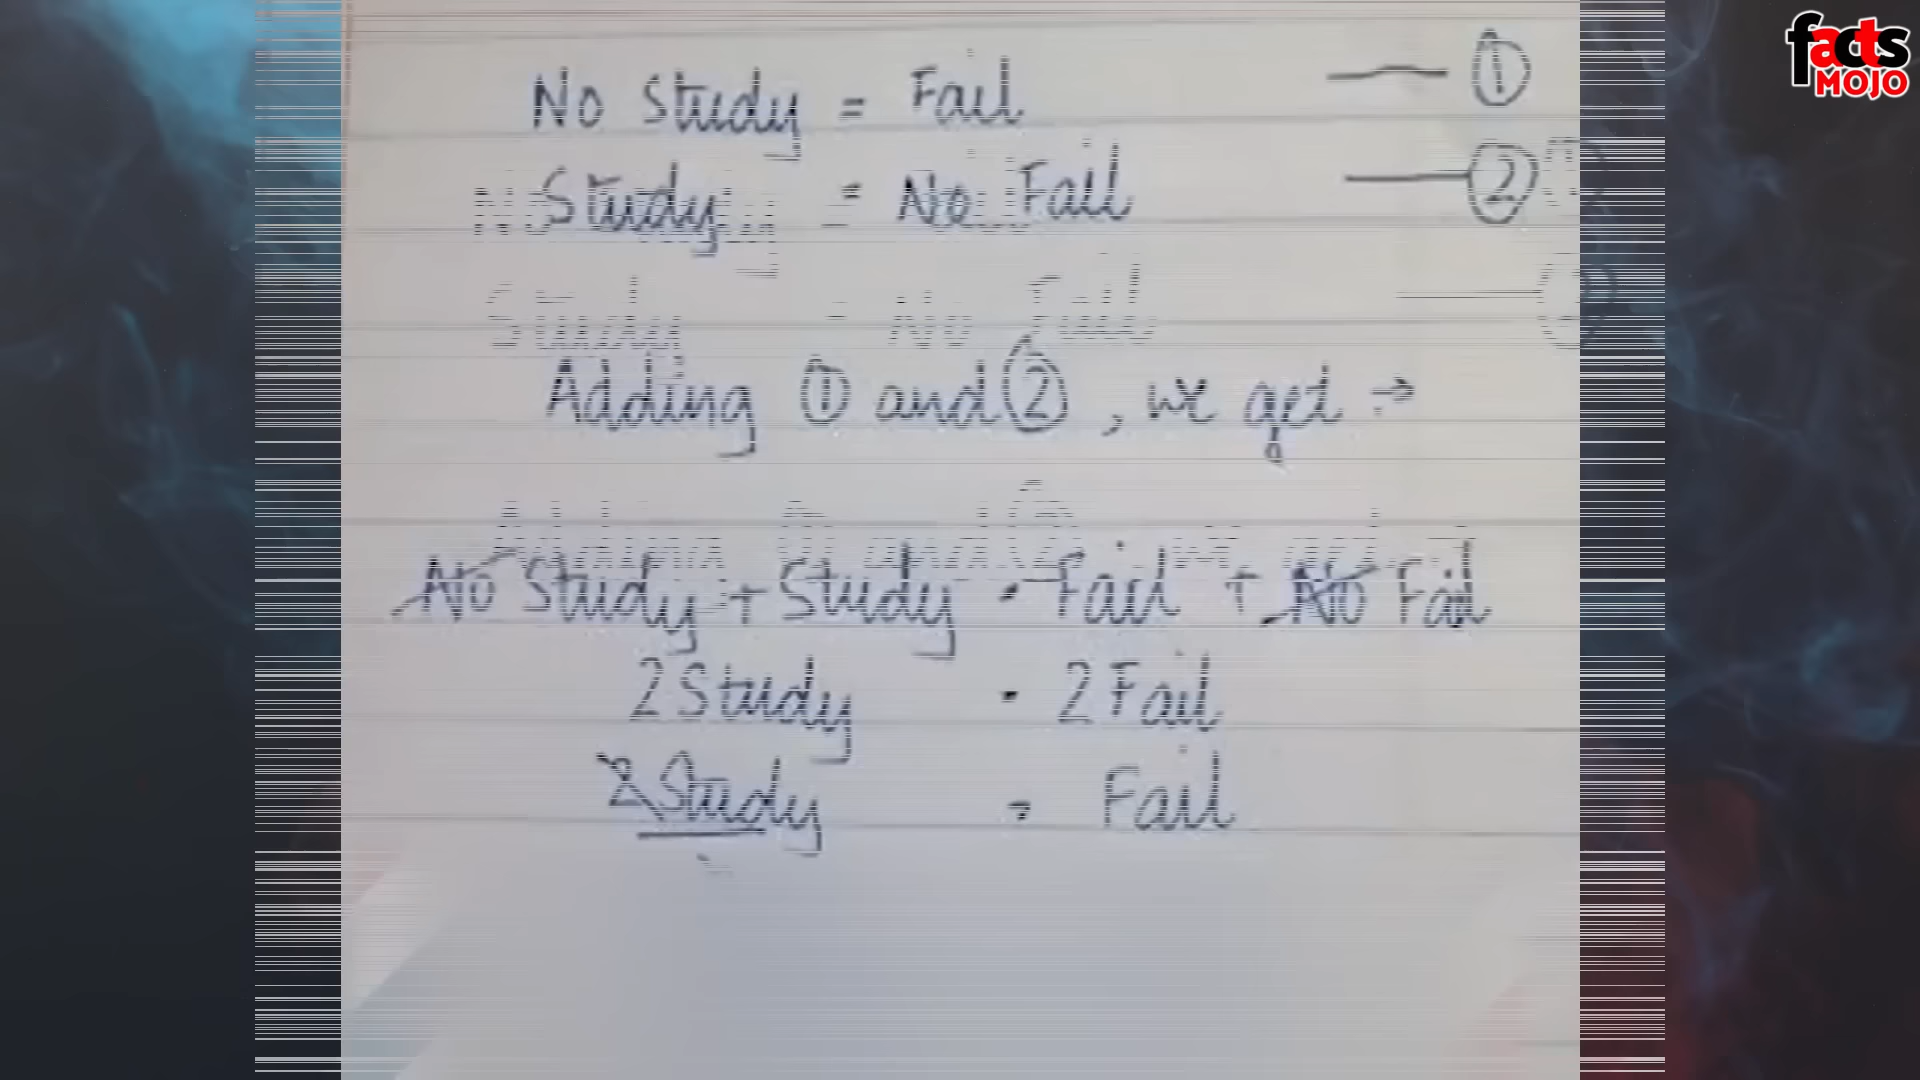 facts
MOJO
No Study = Fail — ①
Study = No Fail — ②
Adding ① and ②, we get →
No Study + Study = Fail + No Fail
2 Study = 2 Fail
2 Study = Fail